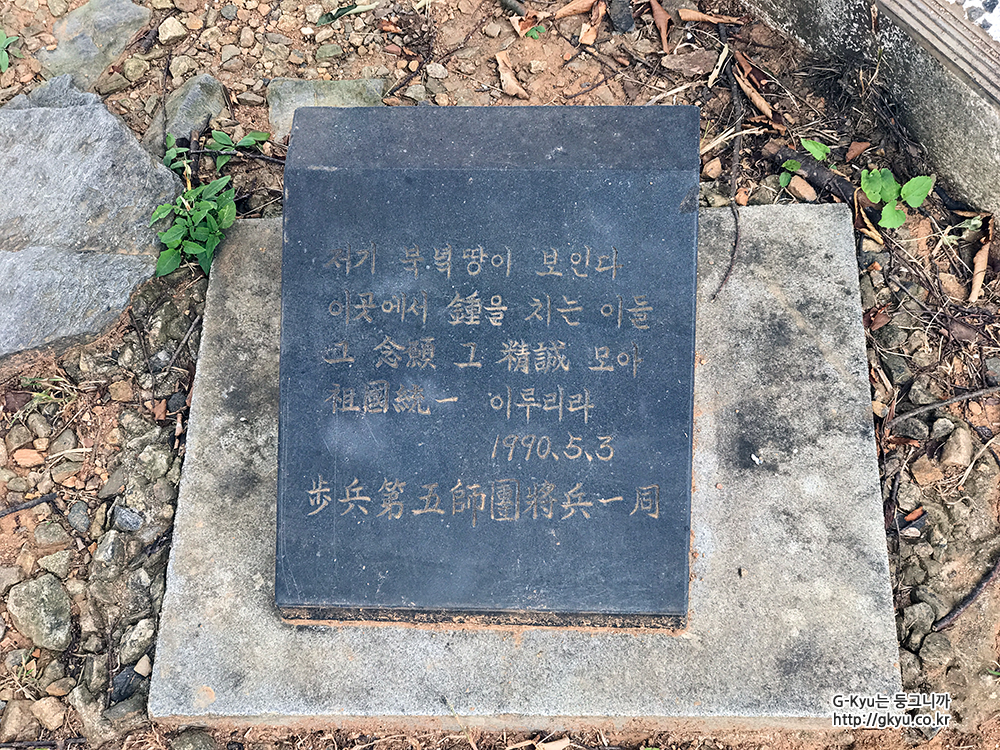 저기 북녘땅이 보인다
이곳에서 鍾을 치는 이들
그 念願 그 精誠 모아
祖國統一 이루리라
1990.5.3
步兵第五師團將兵一同
G-Kyu는 둥그니까
http://gkyu.co.kr